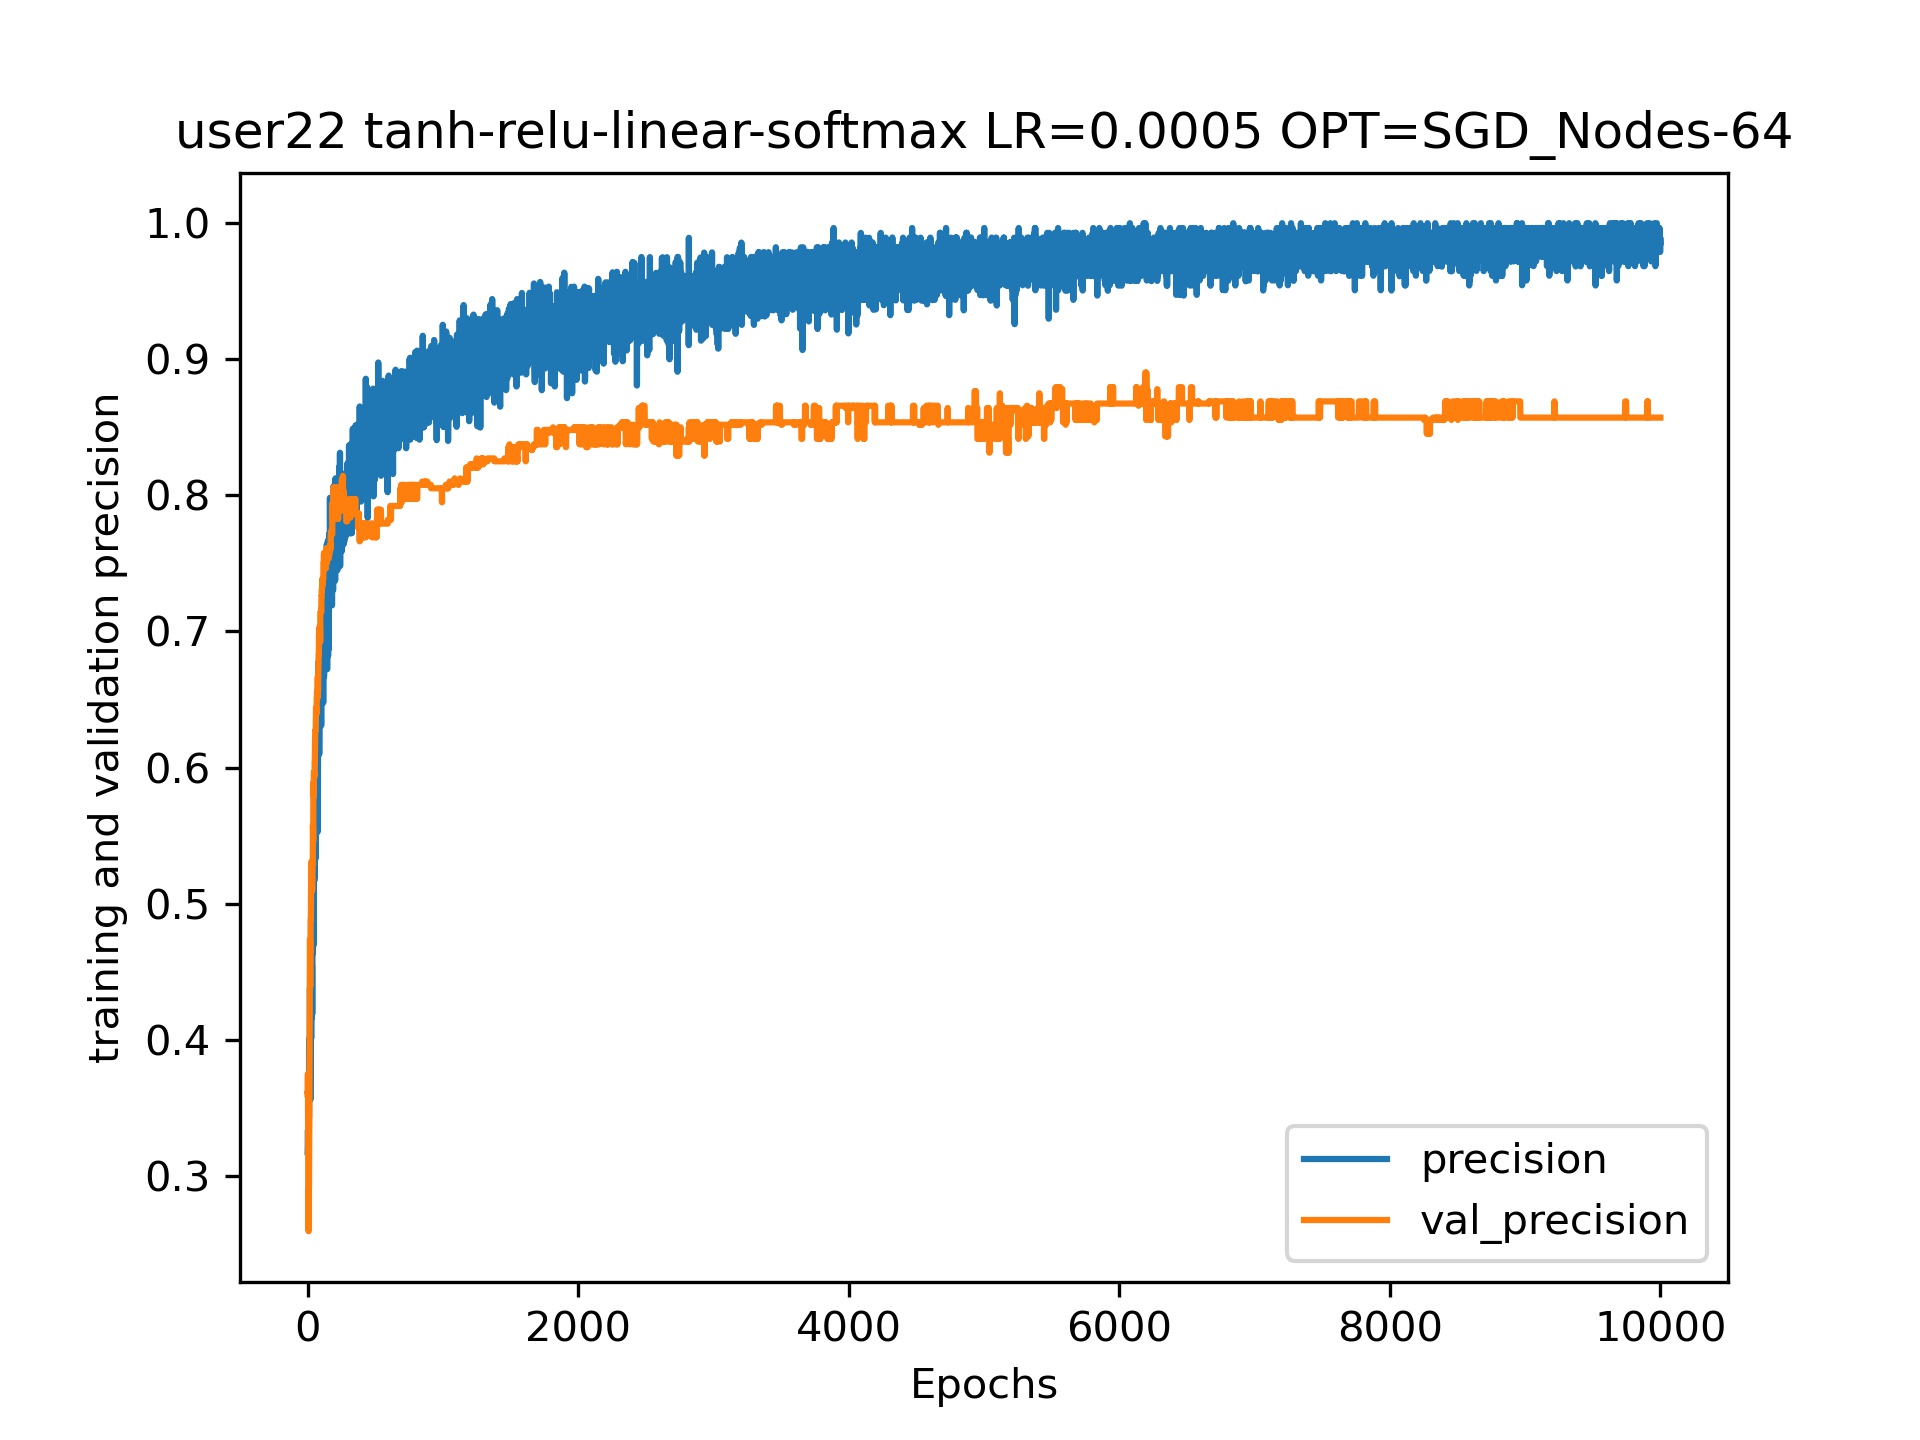 user22 tanh-relu-linear-softmax LR=0.0005 OPT=SGD_Nodes-64
training and validation precision
1.0
0.9
0.8
0.7
0.6
0.5
0.4
0.3
precision
val_precision
0 2000 4000 6000 8000 10000
Epochs